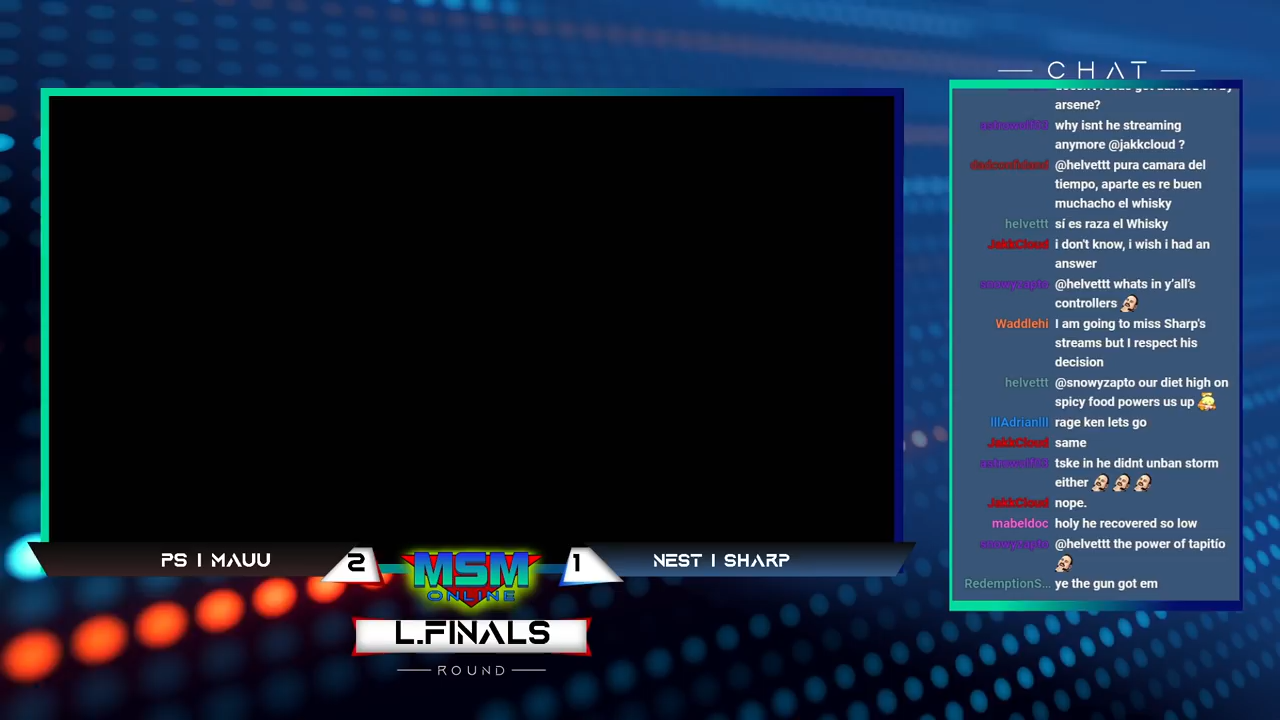 CHAT
arsene?
why isnt he streaming
anymore @jakkcloud ?
@helvettt pura camara del
tiempo, aparte es re buen
muchacho el whisky
helvettt sí es raza el Whisky
JakkCloud i don't know, i wish i had an
answer
snowyzapto @helvettt whats in y'all's
controllers
Waddlehi I am going to miss Sharp's
streams but I respect his
decision
helvettt @snowyzapto our diet high on
spicy food powers us up
lllAdrianlll rage ken lets go
JakkCloud same
tske in he didnt unban storm
either
JakkCloud nope.
mabeldoc holy he recovered so low
snowyzapto @helvettt the power of tapitío
RedemptionS... ye the gun got em
PS | MAUU 2 MSM 1 NEST | SHARP
ONLINE
L.FINALS
ROUND